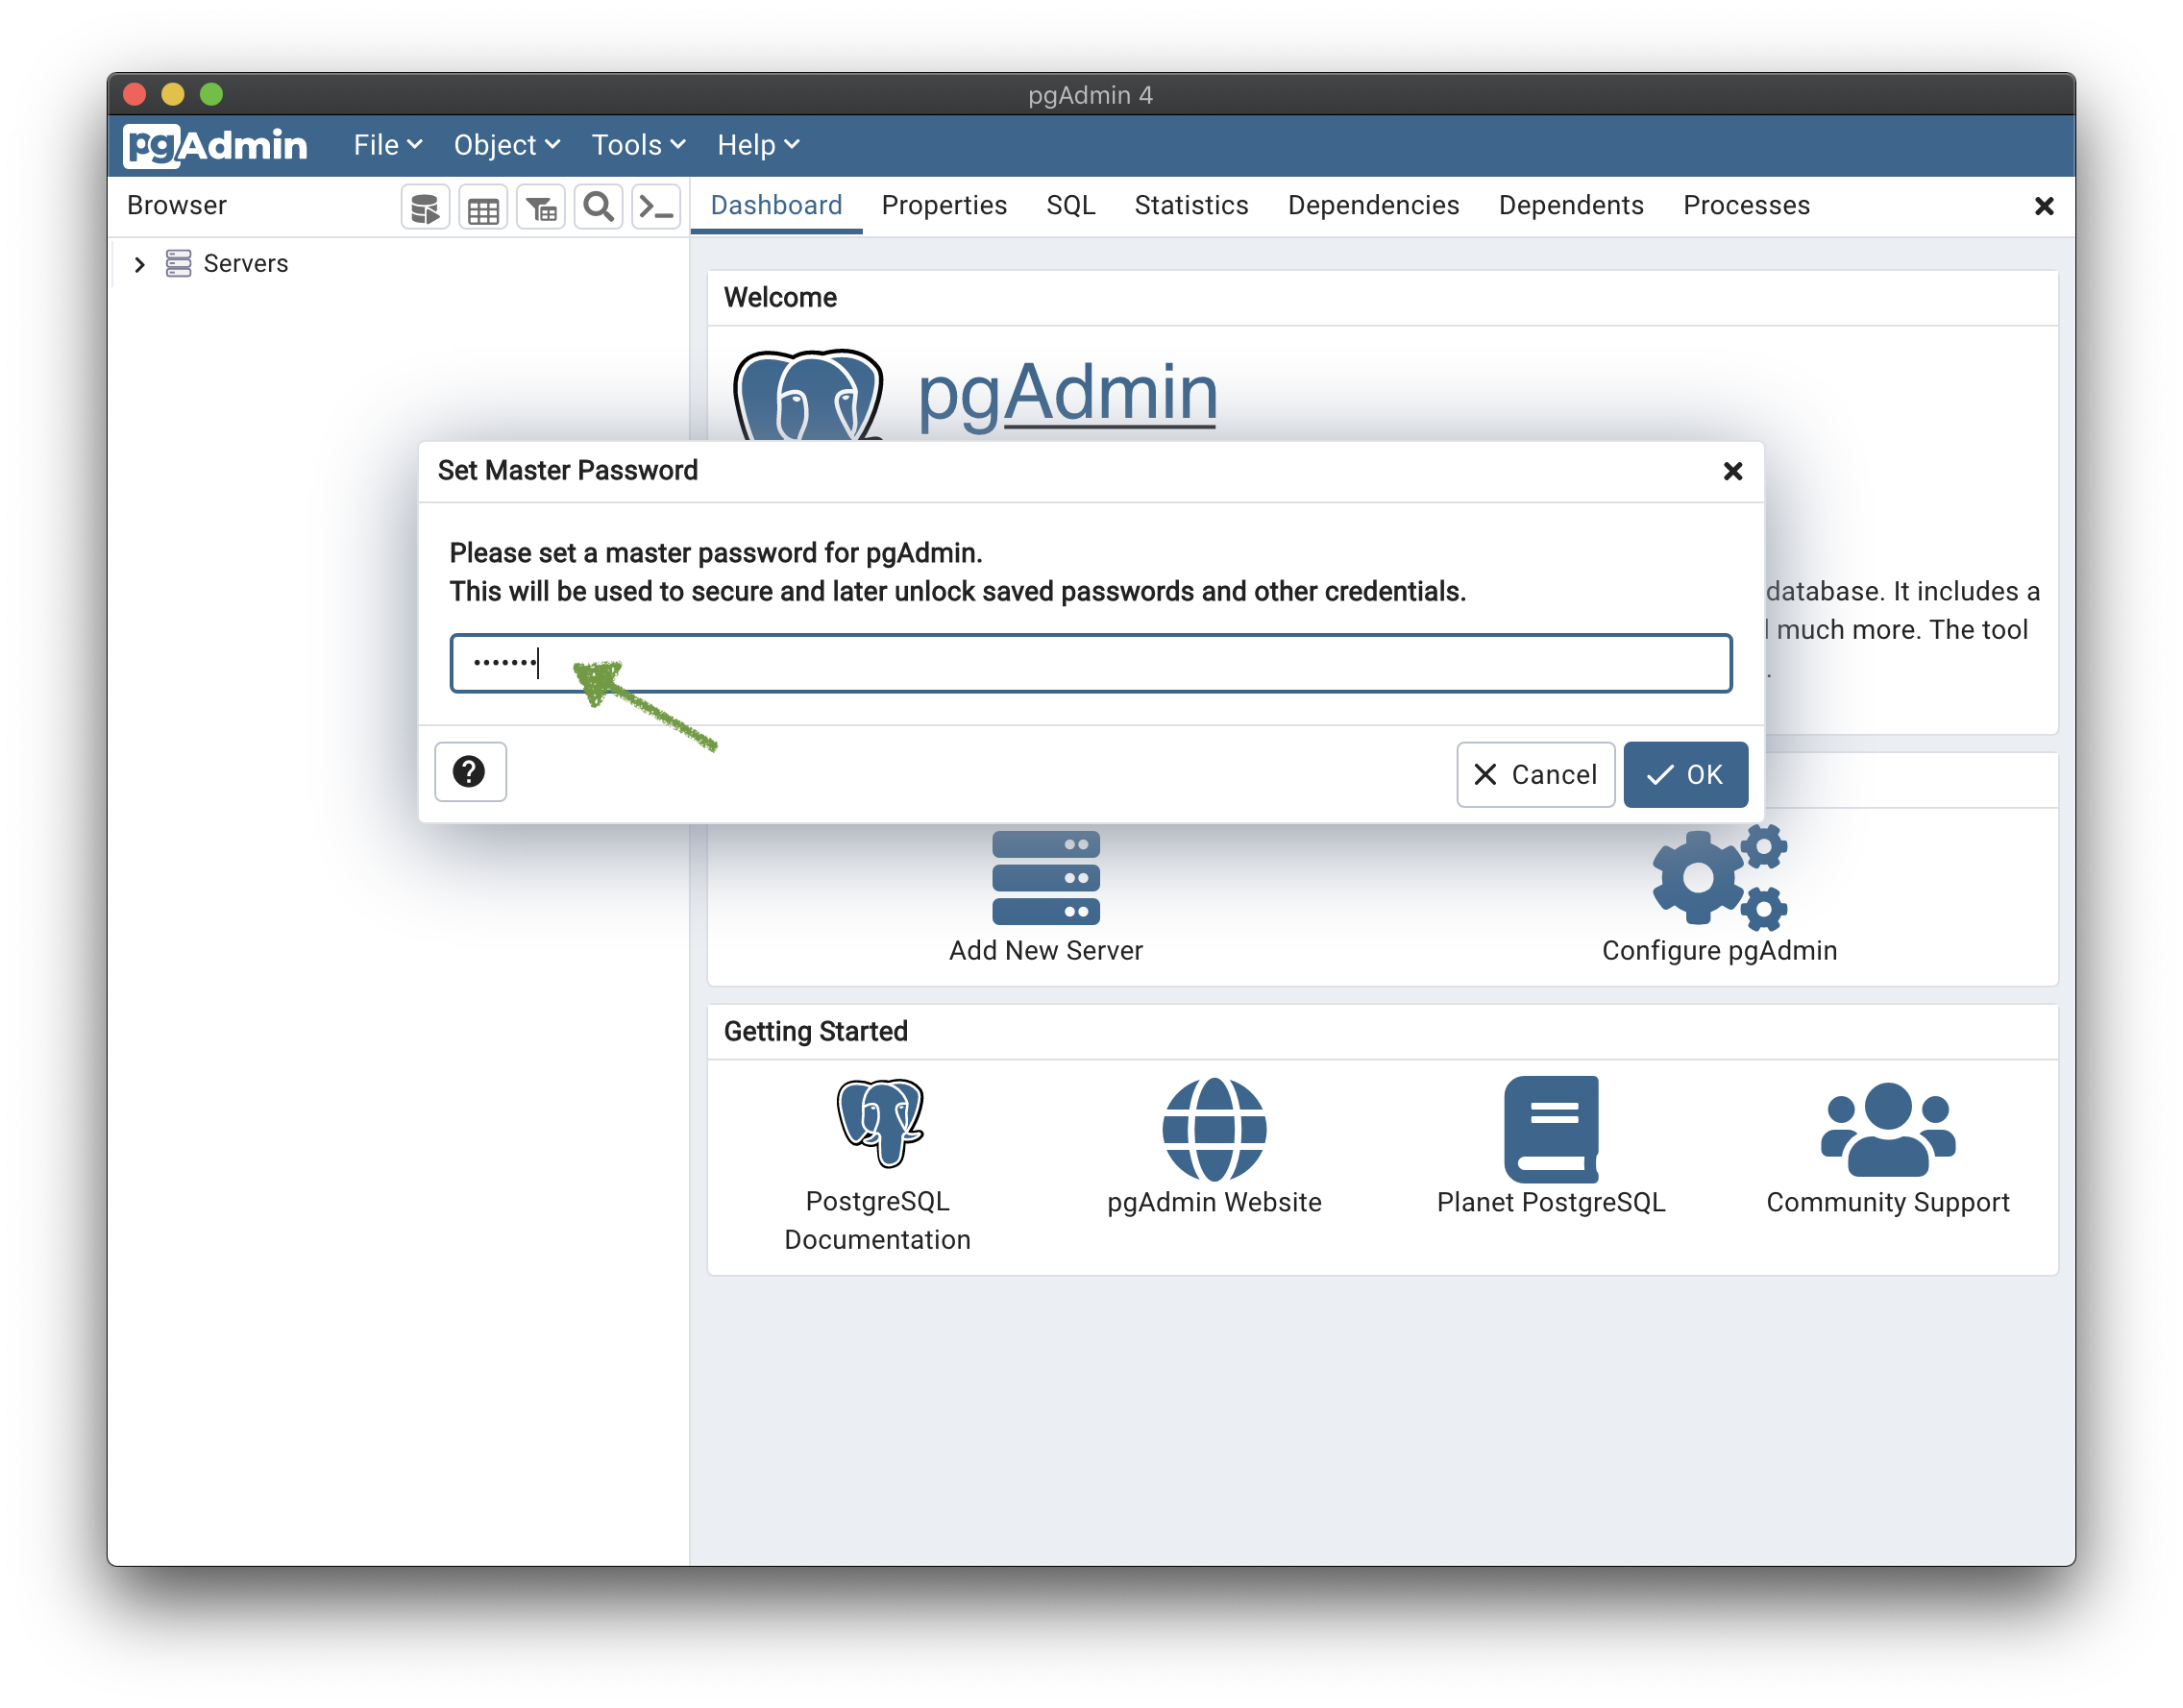 pgAdmin 4
pgAdmin File Object Tools Help
Browser
Dashboard Properties SQL Statistics Dependencies Dependents Processes
Servers
Welcome
pgAdmin
Set Master Password
Please set a master password for pgAdmin.
This will be used to secure and later unlock saved passwords and other credentials.
database. It includes a
much more. The tool
.
•••••••
? Cancel OK
Add New Server
Configure pgAdmin
Getting Started
PostgreSQL
Documentation
pgAdmin Website
Planet PostgreSQL
Community Support